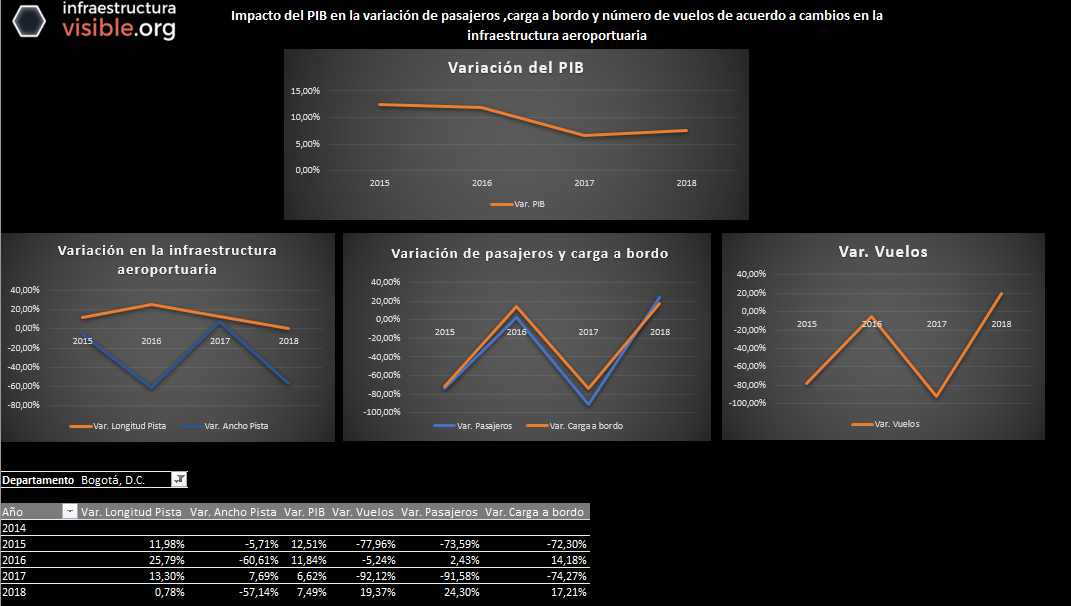 infraestructura
visible.org
Impacto del PIB en la variación de pasajeros ,carga a bordo y número de vuelos de acuerdo a cambios en la
infraestructura aeroportuaria
Variación del PIB
15,00%
10,00%
5,00%
0,00%
2015 2016 2017 2018
Var. PIB
Variación en la infraestructura
aeroportuaria
40,00%
20,00%
0,00%
-20,00%
-40,00%
-60,00%
-80,00%
2015 2016 2017 2018
Var. Longitud Pista Var. Ancho Pista
Variación de pasajeros y carga a bordo
40,00%
20,00%
0,00%
-20,00%
-40,00%
-60,00%
-80,00%
-100,00%
2015 2016 2017 2018
Var. Pasajeros Var. Carga a bordo
Var. Vuelos
40,00%
20,00%
0,00%
-20,00%
-40,00%
-60,00%
-80,00%
-100,00%
2015 2016 2017 2018
Var. Vuelos
Departamento Bogotá, D.C.
Año Var. Longitud Pista Var. Ancho Pista Var. PIB Var. Vuelos Var. Pasajeros Var. Carga a bordo
2014
2015 11,98% -5,71% 12,51% -77,96% -73,59% -72,30%
2016 25,79% -60,61% 11,84% -5,24% 2,43% 14,18%
2017 13,30% 7,69% 6,62% -92,12% -91,58% -74,27%
2018 0,78% -57,14% 7,49% 19,37% 24,30% 17,21%